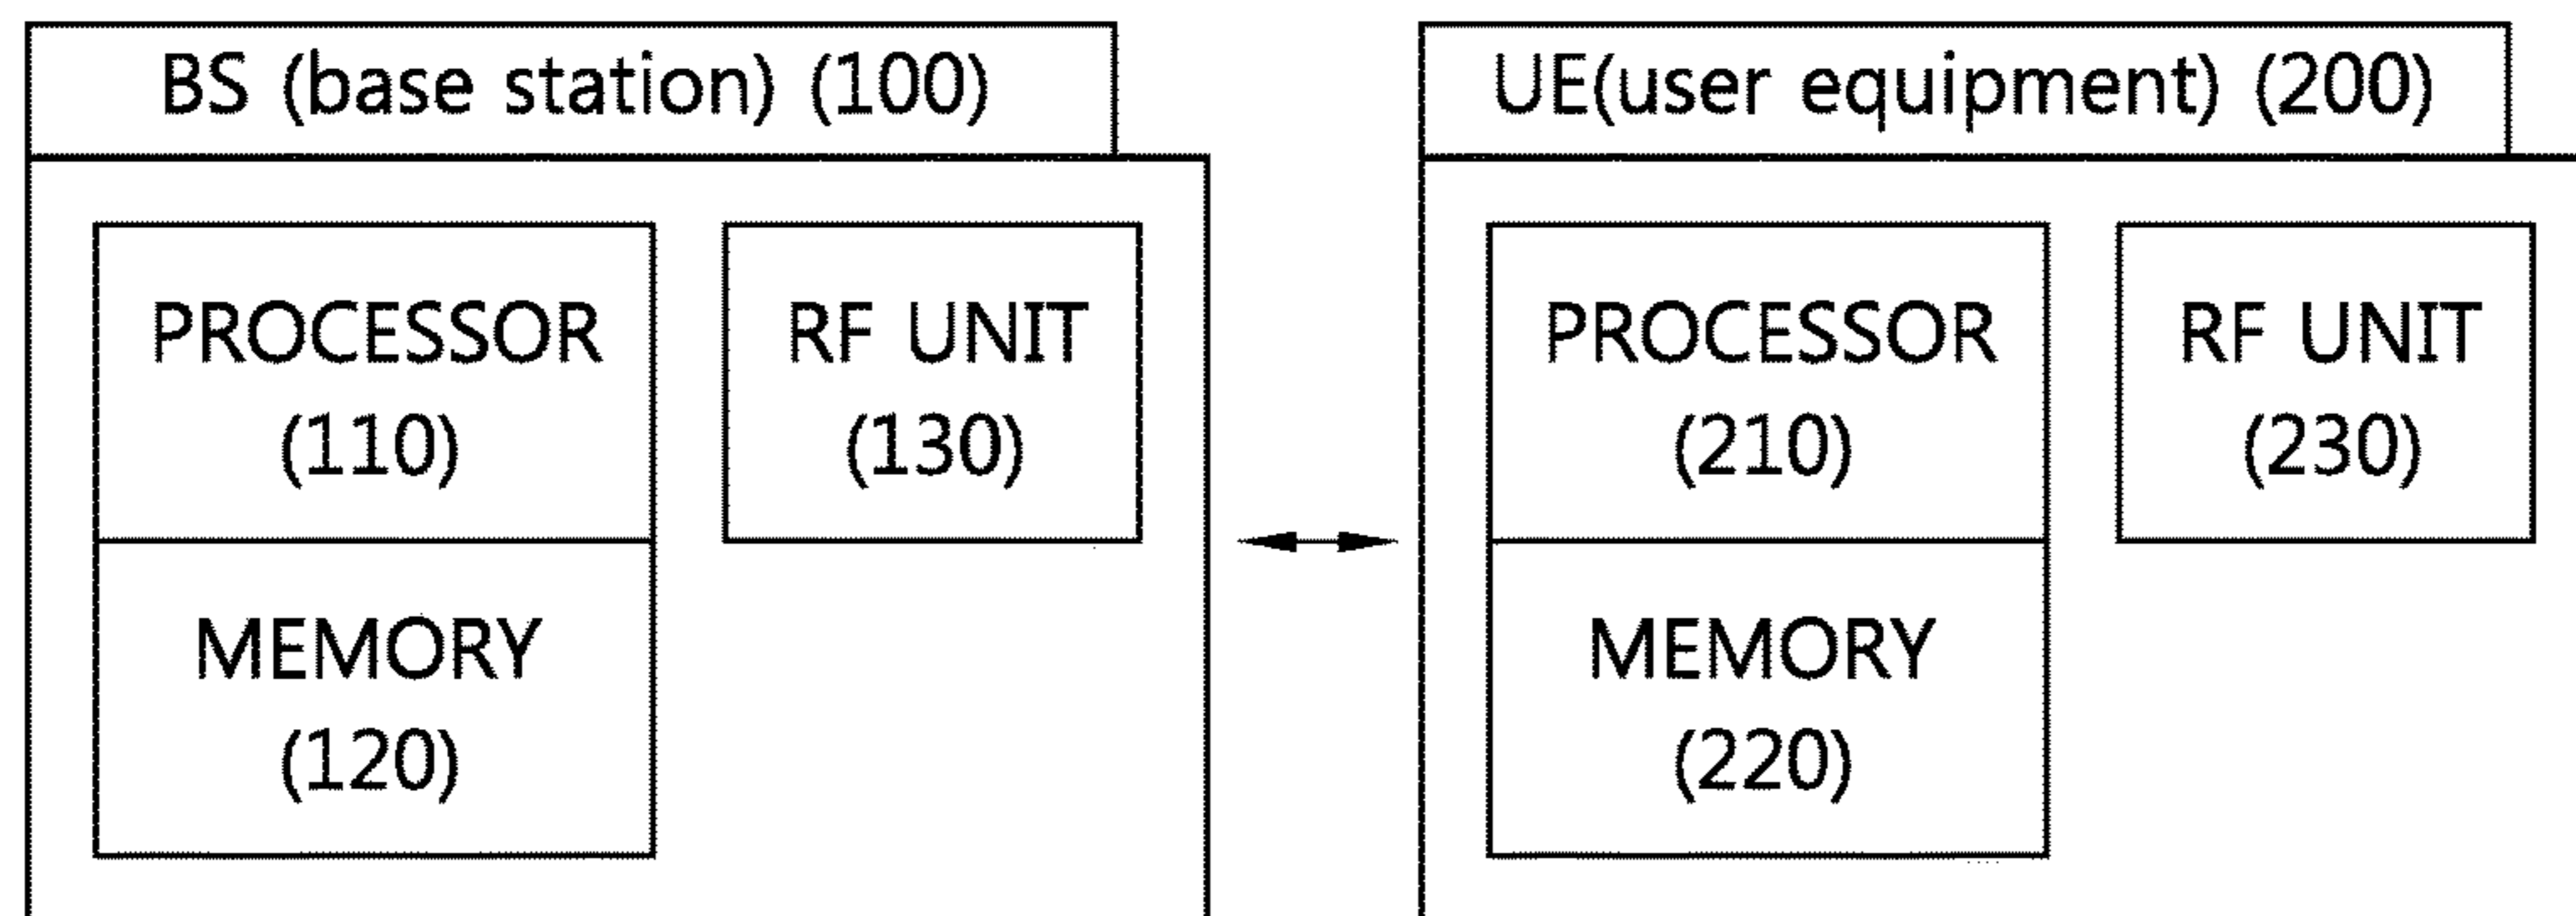 BS (base station) (100)
PROCESSOR
(110)
RF UNIT
(130)
MEMORY
(120)
UE(user equipment) (200)
PROCESSOR
(210)
RF UNIT
(230)
MEMORY
(220)